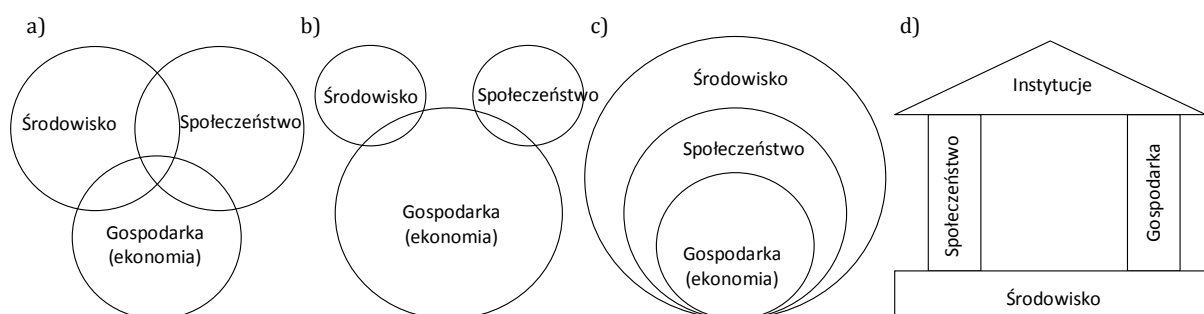 a)
Środowisko
Społeczeństwo
Gospodarka
(ekonomia)
b)
Środowisko
Społeczeństwo
Gospodarka
(ekonomia)
c)
Środowisko
Społeczeństwo
Gospodarka
(ekonomia)
d)
Instytucje
Społeczeństwo
Gospodarka
Środowisko